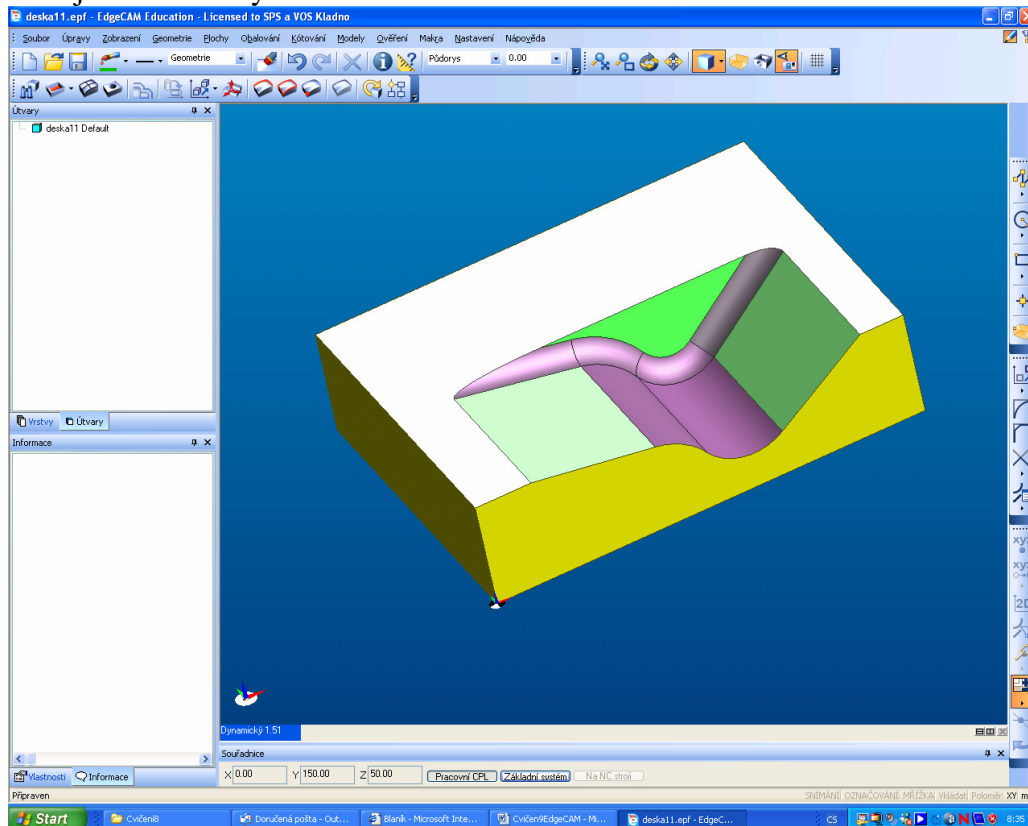 deska11.epf - EdgeCAM Education - Licensed to SPS a VOS Kladno
Soubor Úpravy Zobrazení Geometrie Plochy Obalování Kótování Modely Ověření Makra Nastavení Nápověda
Geometrie Půdorys 0.00
Útvary
deska11 Default
Vrstvy Útvary
Informace
Dynamický 1.51
Souřadnice
Vlastnosti Informace
X 0.00 Y 150.00 Z 50.00 Pracovní CPL Základní systém Na NC stroji
Připraven
SNÍMÁNÍ OZNAČOVÁNÍ MŘÍŽKA Vkládat Poloměr XY m
Start Cvičení8 Doručená pošta - Out... Blaník - Microsoft Inte... Cvičen9EdgeCAM - Mi... deska11.epf - EdgeC... CS 8:35